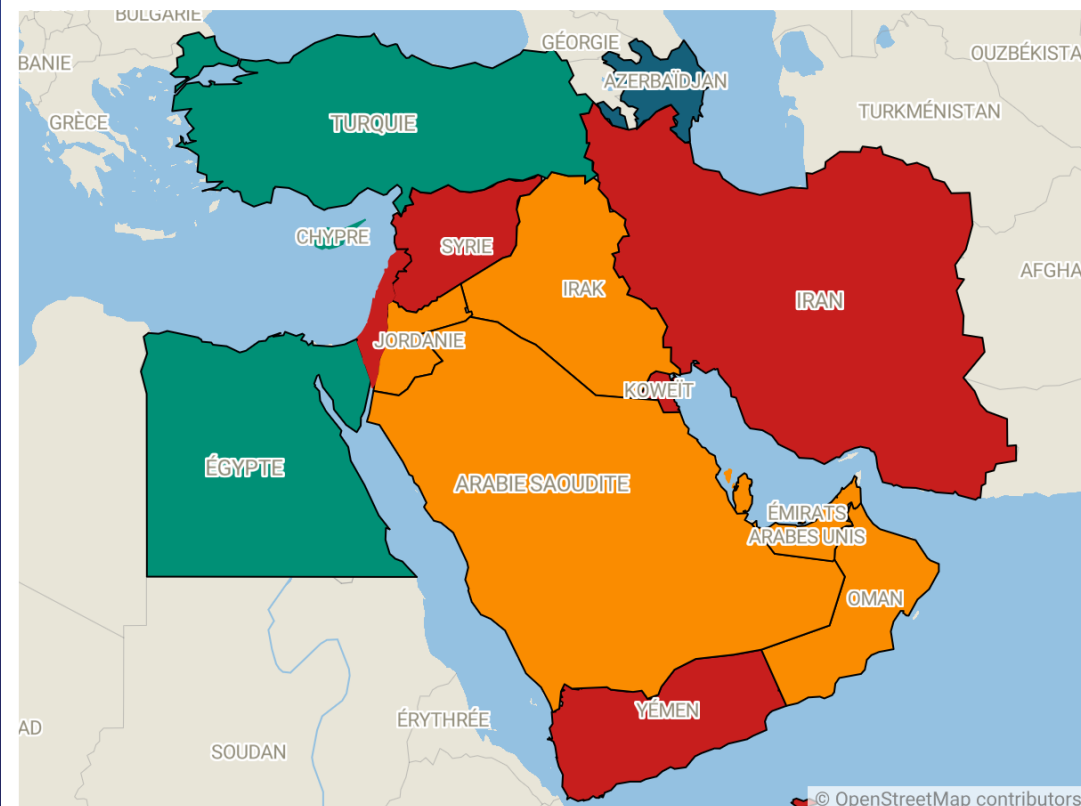 BULGARIE
GÉORGIE
BANIE
OUZBÉKISTA
AZERBAÏDJAN
TURKMÉNISTAN
GRÈCE
TURQUIE
CHYPRE
SYRIE
AFGHA
IRAK
IRAN
JORDANIE
KOWEÏT
ÉGYPTE
ARABIE SAOUDITE
ÉMIRATS
ARABES UNIS
OMAN
YÉMEN
ÉRYTHRÉE
AD
SOUDAN
© OpenStreetMap contributors